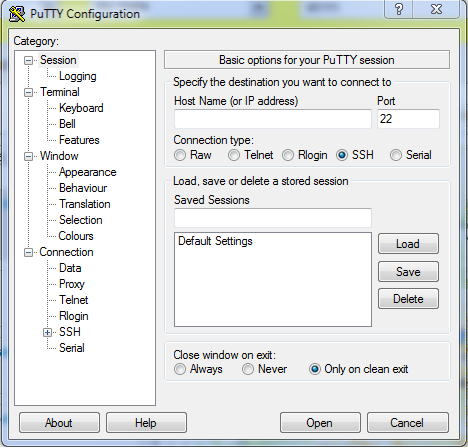 PuTTY Configuration
Category:
Session
Logging
Terminal
Keyboard
Bell
Features
Window
Appearance
Behaviour
Translation
Selection
Colours
Connection
Data
Proxy
Telnet
Rlogin
SSH
Serial
Basic options for your PuTTY session
Specify the destination you want to connect to
Host Name (or IP address) Port
22
Connection type:
Raw Telnet Rlogin SSH Serial
Load, save or delete a stored session
Saved Sessions
Default Settings
Load
Save
Delete
Close window on exit:
Always Never Only on clean exit
About Help Open Cancel